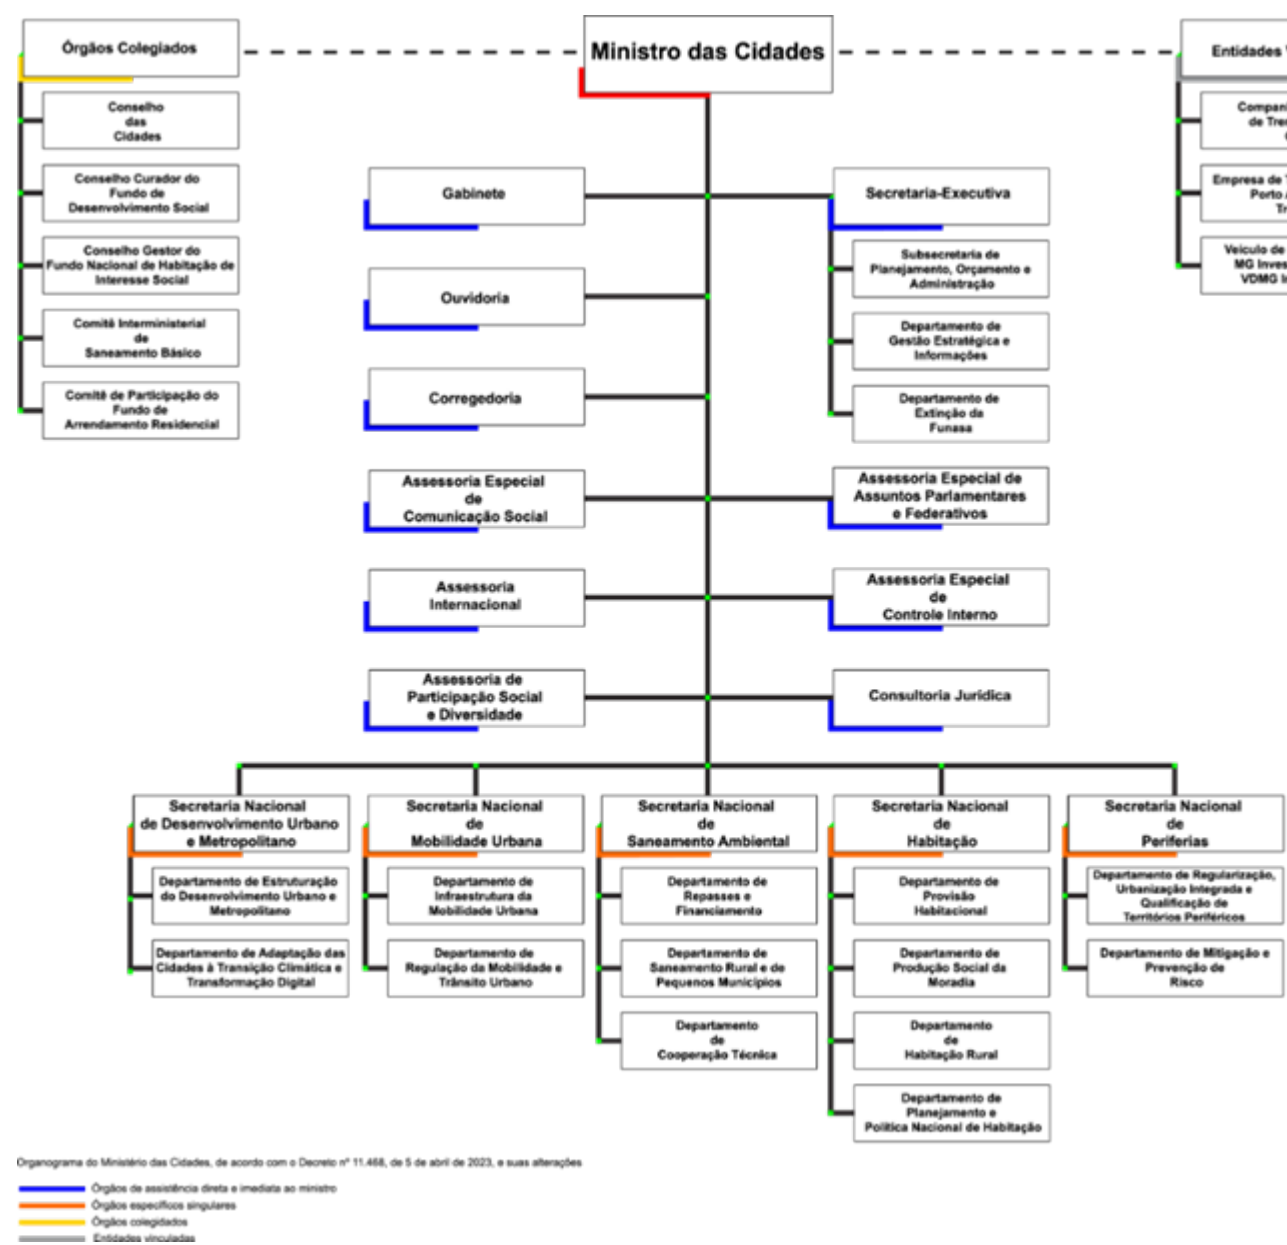 Órgãos Colegiados
Ministro das Cidades
Entidades
Conselho
das
Cidades
Conselho Curador do
Fundo de
Desenvolvimento Social
Conselho Gestor do
Fundo Nacional de Habitação de
Interesse Social
Comitê Interministerial
de
Saneamento Básico
Comitê de Participação do
Fundo de
Arrendamento Residencial
Gabinete
Ouvidoria
Corregedoria
Assessoria Especial
de
Comunicação Social
Assessoria
Internacional
Assessoria de
Participação Social
e Diversidade
Secretaria-Executiva
Subsecretaria de
Planejamento, Orçamento e
Administração
Departamento de
Gestão Estratégica e
Informações
Departamento de
Extinção da
Funasa
Assessoria Especial de
Assuntos Parlamentares
e Federativos
Assessoria Especial
de
Controle Interno
Consultoria Jurídica
Empresa de
Porto
Veículo de
MG
VDMG
Secretaria Nacional
de Desenvolvimento Urbano
e Metropolitano
Departamento de Estruturação
do Desenvolvimento Urbano e
Metropolitano
Departamento de Adaptação das
Cidades à Transição Climática e
Transformação Digital
Secretaria Nacional
de
Mobilidade Urbana
Departamento de
Infraestrutura da
Mobilidade Urbana
Departamento de
Regulação da Mobilidade e
Trânsito Urbano
Secretaria Nacional
de
Saneamento Ambiental
Departamento de
Repasses e
Financiamento
Departamento de
Saneamento Rural e de
Pequenos Municípios
Departamento
de
Cooperação Técnica
Secretaria Nacional
de
Habitação
Departamento de
Provisão
Habitacional
Departamento de
Produção Social da
Moradia
Departamento
de
Habitação Rural
Departamento de
Planejamento e
Política Nacional de Habitação
Secretaria Nacional
de
Periferias
Departamento de Regularização,
Urbanização Integrada e
Qualificação de
Territórios Periféricos
Departamento de Mitigação e
Prevenção de
Risco
Organograma do Ministério das Cidades, de acordo com o Decreto nº 11.468, de 5 de abril de 2023, e suas alterações
Órgãos de assistência direta e imediata ao ministro
Órgãos específicos singulares
Órgãos colegidados
Entidades vinculadas